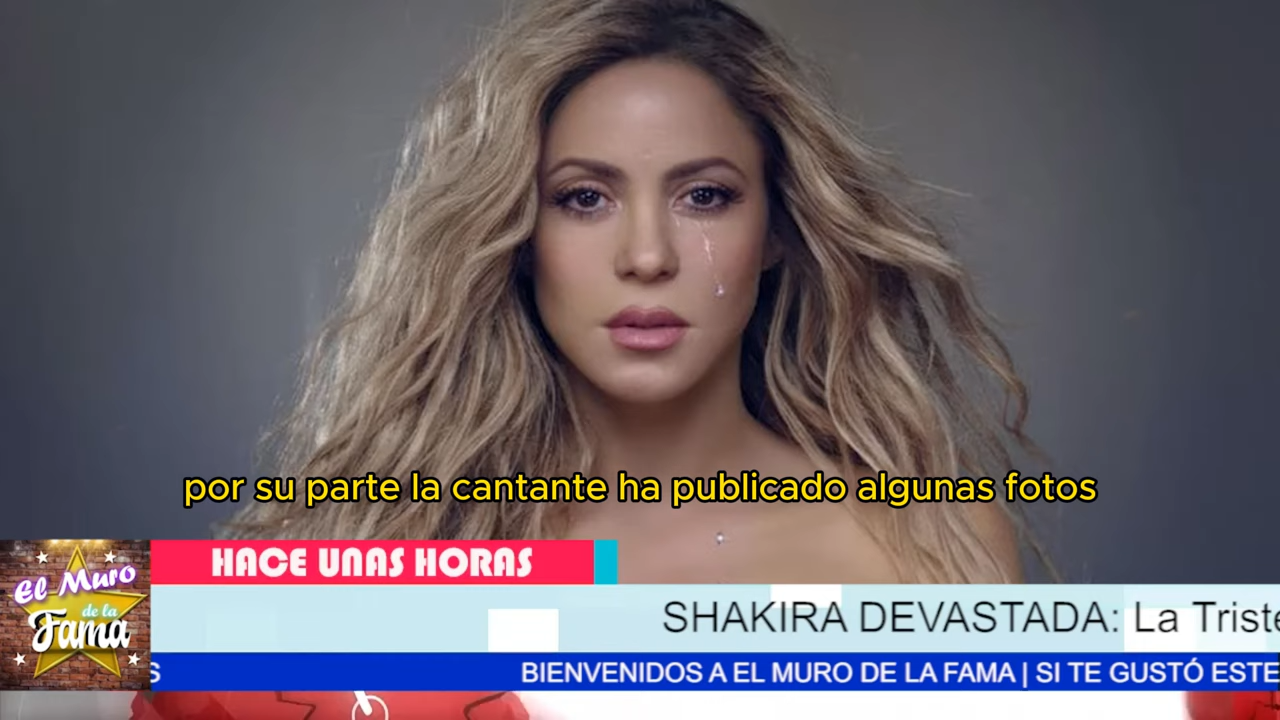 por su parte la cantante ha publicado algunas fotos
HACE UNAS HORAS
El Muro
de la
Fama
SHAKIRA DEVASTADA: La Triste
S
BIENVENIDOS A EL MURO DE LA FAMA | SI TE GUSTÓ ESTE